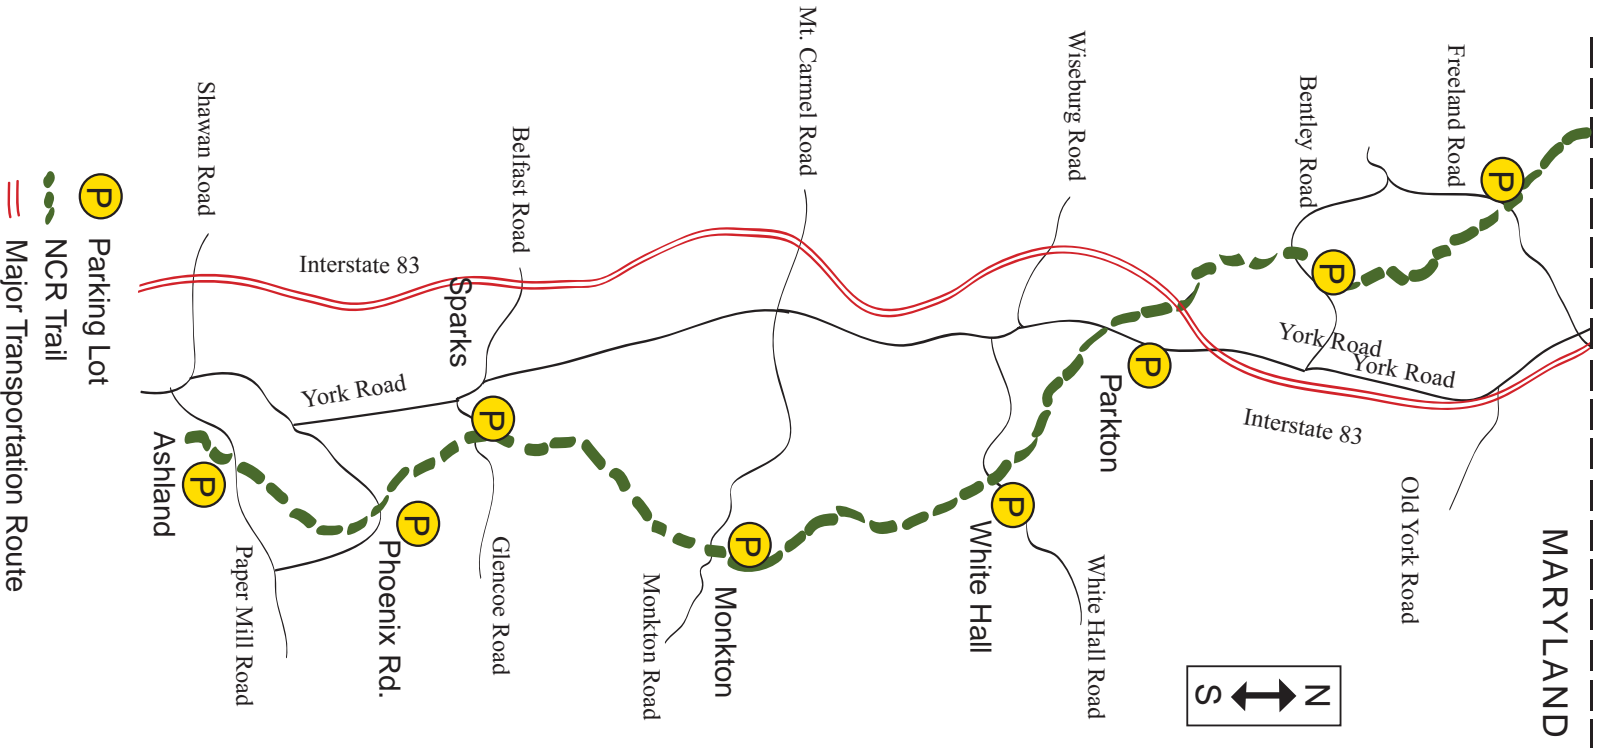 MARYLAND
Freeland Road
P
Bentley Road
P
York Road
York Road
Interstate 83
Old York Road
Wiseburg Road
P
Parkton
P
White Hall
White Hall Road
N
S
Mt. Carmel Road
P
Monkton
Monkton Road
Belfast Road
Interstate 83
Sparks
York Road
P
Glencoe Road
P
Phoenix Rd.
Shawan Road
P
Ashland
Paper Mill Road
P Parking Lot
NCR Trail
Major Transportation Route